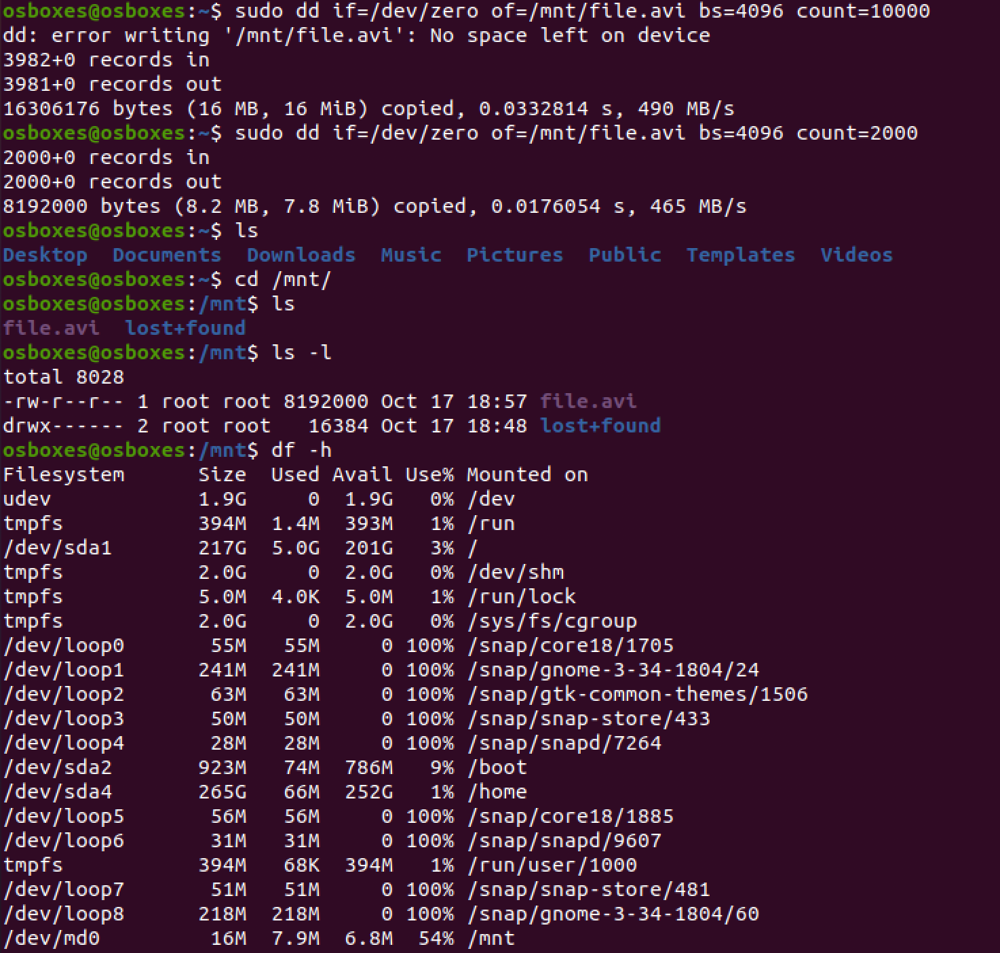 osboxes@osboxes:~$ sudo dd if=/dev/zero of=/mnt/file.avi bs=4096 count=10000
dd: error writing '/mnt/file.avi': No space left on device
3982+0 records in
3981+0 records out
16306176 bytes (16 MB, 16 MiB) copied, 0.0332814 s, 490 MB/s
osboxes@osboxes:~$ sudo dd if=/dev/zero of=/mnt/file.avi bs=4096 count=2000
2000+0 records in
2000+0 records out
8192000 bytes (8.2 MB, 7.8 MiB) copied, 0.0176054 s, 465 MB/s
osboxes@osboxes:~$ ls
Desktop  Documents  Downloads  Music  Pictures  Public  Templates  Videos
osboxes@osboxes:~$ cd /mnt/
osboxes@osboxes:/mnt$ ls
file.avi  lost+found
osboxes@osboxes:/mnt$ ls -l
total 8028
-rw-r--r-- 1 root root 8192000 Oct 17 18:57 file.avi
drwx------ 2 root root   16384 Oct 17 18:48 lost+found
osboxes@osboxes:/mnt$ df -h
Filesystem      Size  Used Avail Use% Mounted on
udev            1.9G     0  1.9G   0% /dev
tmpfs           394M  1.4M  393M   1% /run
/dev/sda1       217G  5.0G  201G   3% /
tmpfs           2.0G     0  2.0G   0% /dev/shm
tmpfs           5.0M  4.0K  5.0M   1% /run/lock
tmpfs           2.0G     0  2.0G   0% /sys/fs/cgroup
/dev/loop0       55M   55M     0 100% /snap/core18/1705
/dev/loop1      241M  241M     0 100% /snap/gnome-3-34-1804/24
/dev/loop2       63M   63M     0 100% /snap/gtk-common-themes/1506
/dev/loop3       50M   50M     0 100% /snap/snap-store/433
/dev/loop4       28M   28M     0 100% /snap/snapd/7264
/dev/sda2       923M   74M  786M   9% /boot
/dev/sda4       265G   66M  252G   1% /home
/dev/loop5       56M   56M     0 100% /snap/core18/1885
/dev/loop6       31M   31M     0 100% /snap/snapd/9607
tmpfs           394M   68K  394M   1% /run/user/1000
/dev/loop7       51M   51M     0 100% /snap/snap-store/481
/dev/loop8      218M  218M     0 100% /snap/gnome-3-34-1804/60
/dev/md0         16M  7.9M  6.8M  54% /mnt